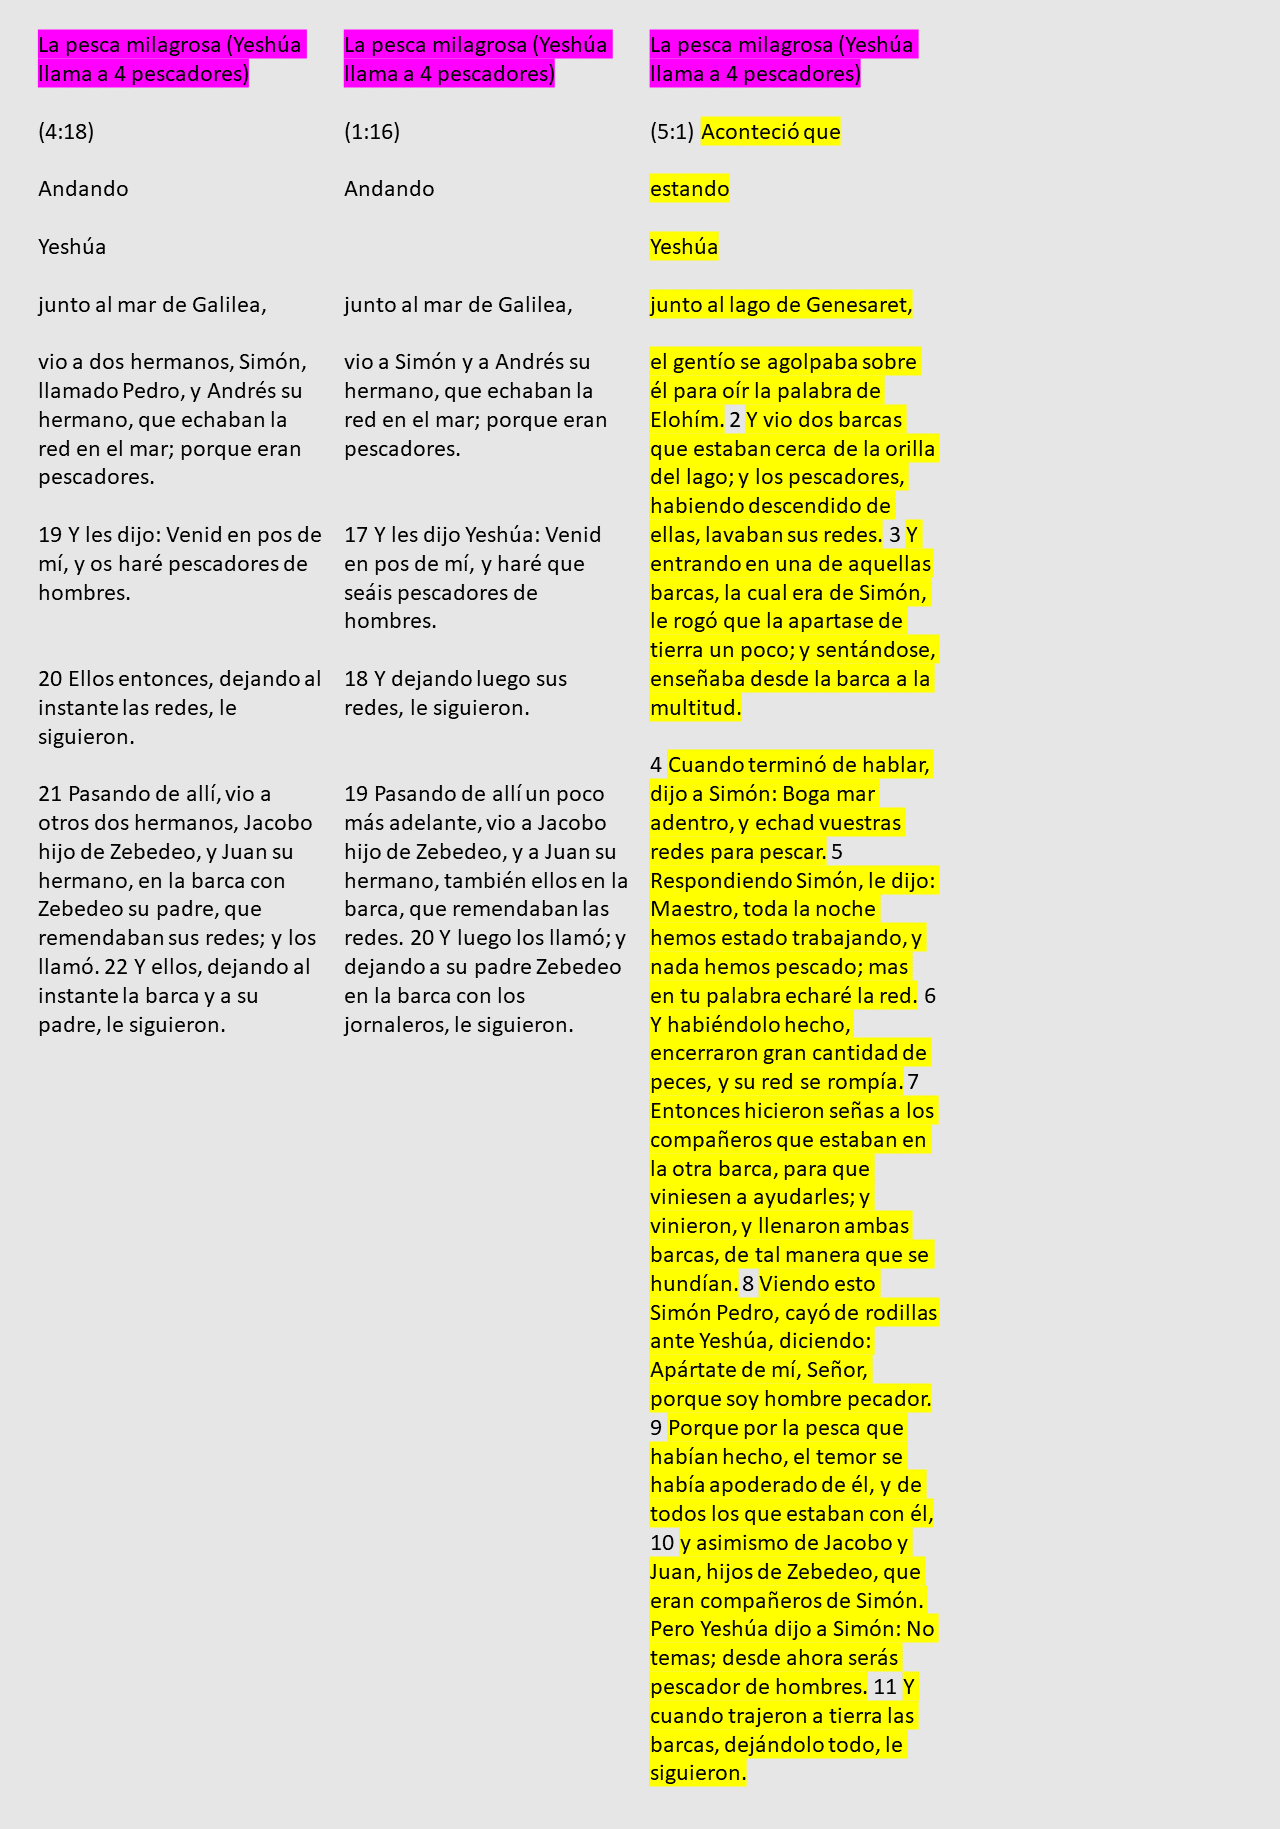 La pesca milagrosa (Yeshúa
llama a 4 pescadores)
(4:18)
Andando
Yeshúa
junto al mar de Galilea,
vio a dos hermanos, Simón,
llamado Pedro, y Andrés su
hermano, que echaban la
red en el mar; porque eran
pescadores.
19 Y les dijo: Venid en pos de
mí, y os haré pescadores de
hombres.
20 Ellos entonces, dejando al
instante las redes, le
siguieron.
21 Pasando de allí, vio a
otros dos hermanos, Jacobo
hijo de Zebedeo, y Juan su
hermano, en la barca con
Zebedeo su padre, que
remendaban sus redes; y los
llamó. 22 Y ellos, dejando al
instante la barca y a su
padre, le siguieron.
La pesca milagrosa (Yeshúa
llama a 4 pescadores)
(1:16)
Andando
junto al mar de Galilea,
vio a Simón y a Andrés su
hermano, que echaban la
red en el mar; porque eran
pescadores.
17 Y les dijo Yeshúa: Venid
en pos de mí, y haré que
seáis pescadores de
hombres.
18 Y dejando luego sus
redes, le siguieron.
19 Pasando de allí un poco
más adelante, vio a Jacobo
hijo de Zebedeo, y a Juan su
hermano, también ellos en la
barca, que remendaban las
redes. 20 Y luego los llamó; y
dejando a su padre Zebedeo
en la barca con los
jornaleros, le siguieron.
La pesca milagrosa (Yeshúa
llama a 4 pescadores)
(5:1) Aconteció que
estando
Yeshúa
junto al lago de Genesaret,
el gentío se agolpaba sobre
él para oír la palabra de
Elohím. 2 Y vio dos barcas
que estaban cerca de la orilla
del lago; y los pescadores,
habiendo descendido de
ellas, lavaban sus redes. 3 Y
entrando en una de aquellas
barcas, la cual era de Simón,
le rogó que la apartase de
tierra un poco; y sentándose,
enseñaba desde la barca a la
multitud.
4 Cuando terminó de hablar,
dijo a Simón: Boga mar
adentro, y echad vuestras
redes para pescar. 5
Respondiendo Simón, le dijo:
Maestro, toda la noche
hemos estado trabajando, y
nada hemos pescado; mas
en tu palabra echaré la red. 6
Y habiéndolo hecho,
encerraron gran cantidad de
peces, y su red se rompía. 7
Entonces hicieron señas a los
compañeros que estaban en
la otra barca, para que
viniesen a ayudarles; y
vinieron, y llenaron ambas
barcas, de tal manera que se
hundían. 8 Viendo esto
Simón Pedro, cayó de rodillas
ante Yeshúa, diciendo:
Apártate de mí, Señor,
porque soy hombre pecador.
9 Porque por la pesca que
habían hecho, el temor se
había apoderado de él, y de
todos los que estaban con él,
10 y asimismo de Jacobo y
Juan, hijos de Zebedeo, que
eran compañeros de Simón.
Pero Yeshúa dijo a Simón: No
temas; desde ahora serás
pescador de hombres. 11 Y
cuando trajeron a tierra las
barcas, dejándolo todo, le
siguieron.